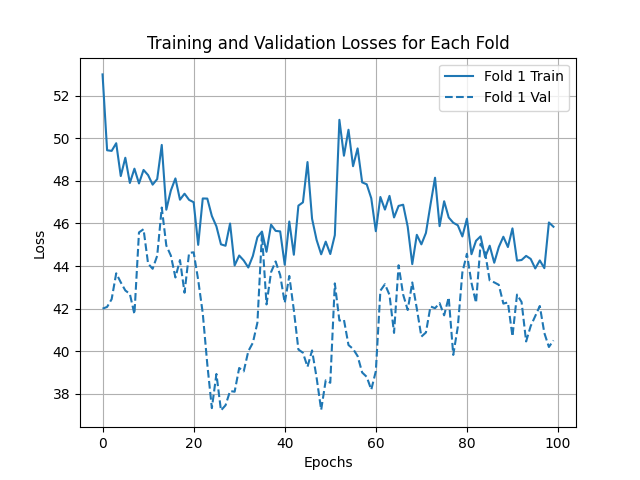 Training and Validation Losses for Each Fold
Fold 1 Train
Fold 1 Val
52
50
48
46
44
42
40
38
Loss
0
20
40
60
80
100
Epochs